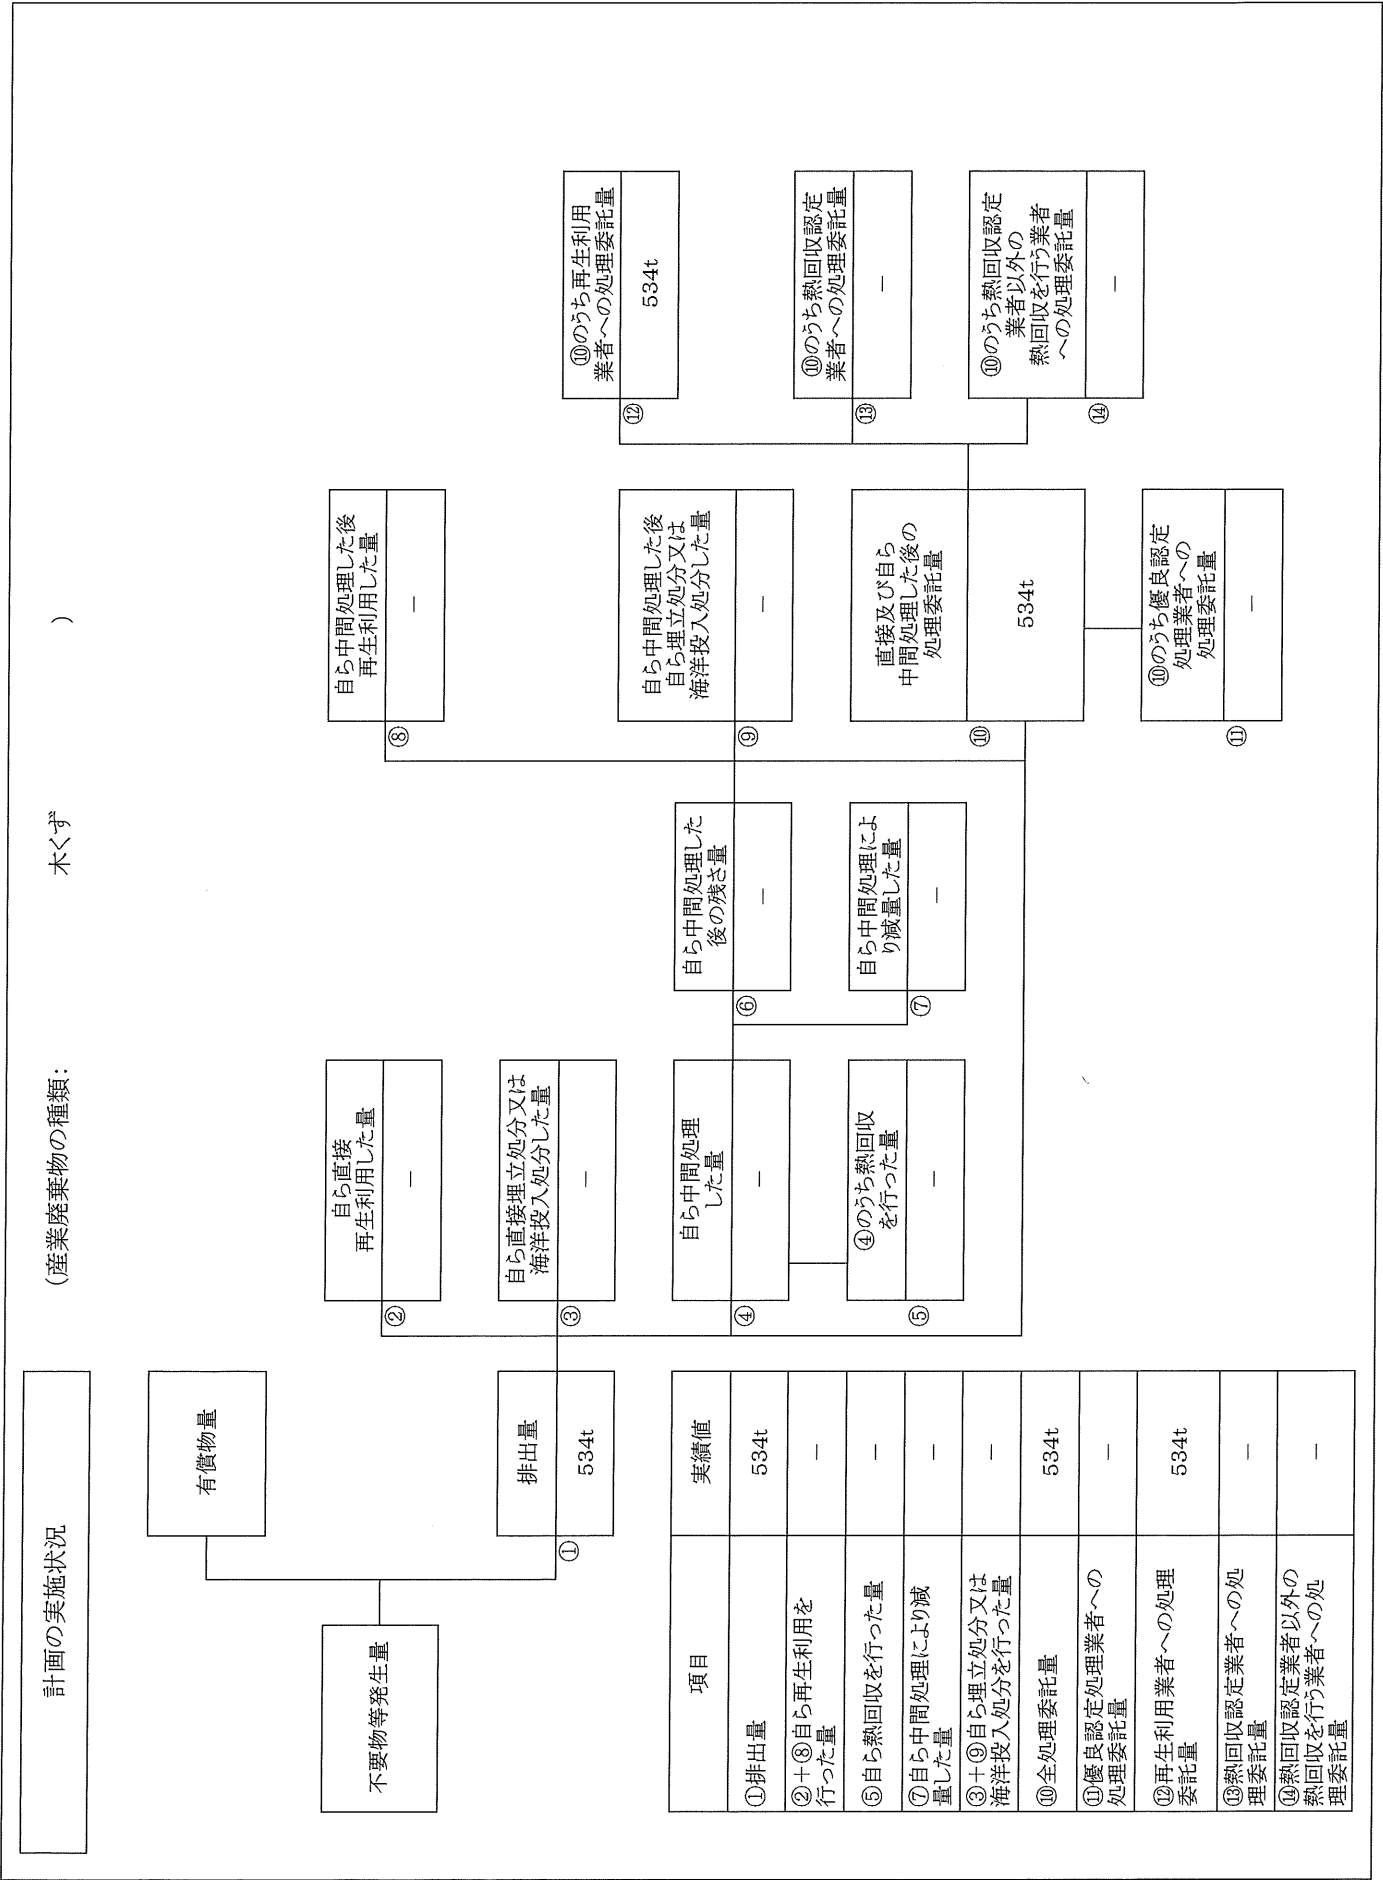 計画の実施状況
(産業廃棄物の種類:
木くず
)
不要物等発生量
有償物量
①
排出量
534t
②
自ら直接
再生利用した量
－
③
自ら直接埋立処分又は
海洋投入処分した量
－
④
自ら中間処理
した量
－
⑤
④のうち熱回収
を行った量
－
⑥
自ら中間処理した
後の残さ量
－
⑦
自ら中間処理によ
り減量した量
－
⑧
自ら中間処理した後
再生利用した量
－
⑨
自ら中間処理した後
自ら埋立処分又は
海洋投入処分した量
－
⑩
直接及び自ら
中間処理した後の
処理委託量
534t
⑪
⑩のうち優良認定
処理業者への
処理委託量
－
⑫
⑩のうち再生利用
業者への処理委託量
534t
⑬
⑩のうち熱回収認定
業者への処理委託量
－
⑭
⑩のうち熱回収認定
業者以外の
熱回収を行う業者
への処理委託量
－
項目
実績値
①排出量
534t
②+⑧自ら再生利用を
行った量
－
⑤自ら熱回収を行った量
－
⑦自ら中間処理により減
量した量
－
③+⑨自ら埋立処分又は
海洋投入処分を行った量
－
⑩全処理委託量
534t
⑪優良認定処理業者への
処理委託量
－
⑫再生利用業者への処理
委託量
534t
⑬熱回収認定業者への処
理委託量
－
⑭熱回収認定業者以外の
熱回収を行う業者への処
理委託量
－